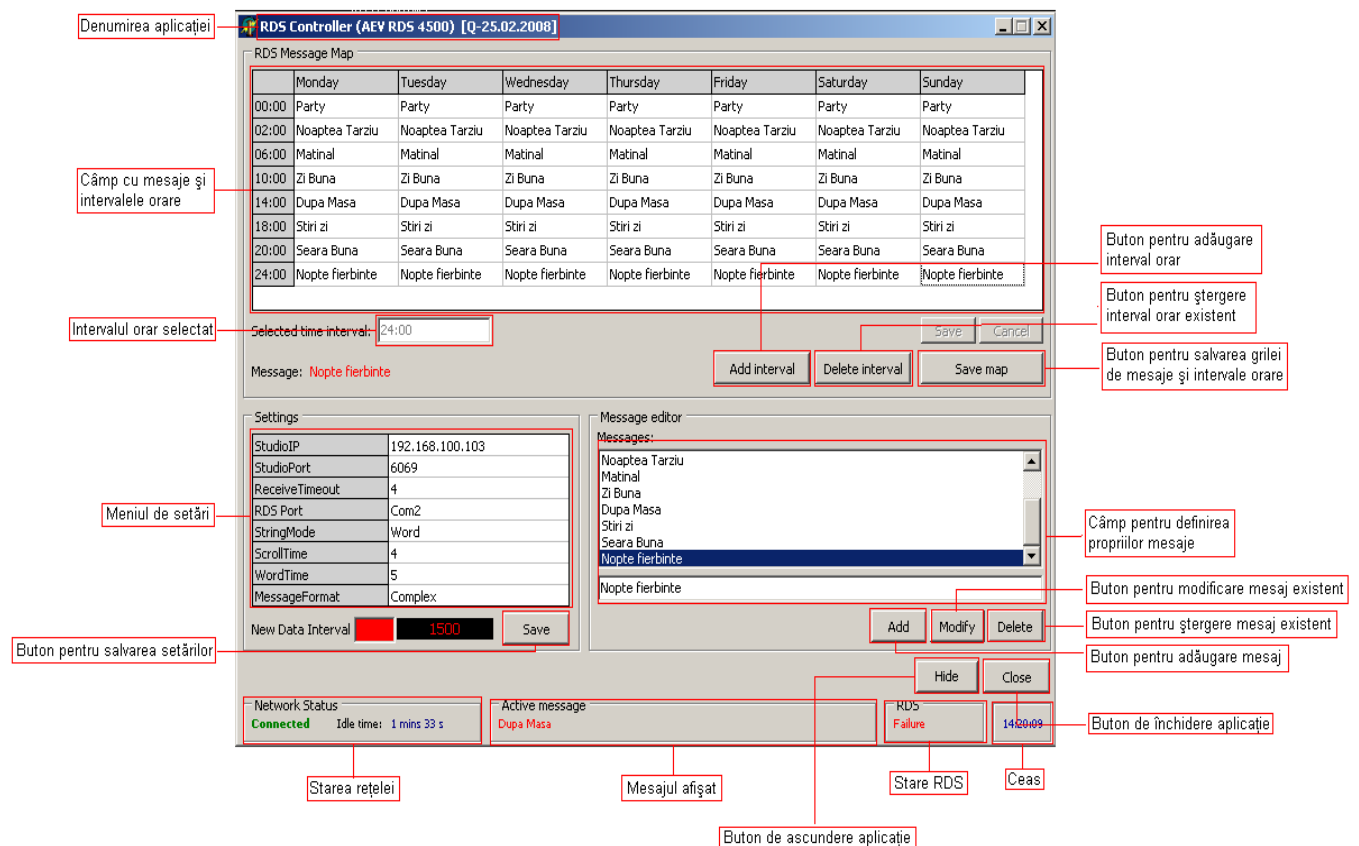 Denumirea aplicației
RDS Controller (AEV RDS 4500) [Q-25.02.2008]
RDS Message Map
Monday Tuesday Wednesday Thursday Friday Saturday Sunday
00:00 Party Party Party Party Party Party Party
02:00 Noaptea Tarziu Noaptea Tarziu Noaptea Tarziu Noaptea Tarziu Noaptea Tarziu Noaptea Tarziu Noaptea Tarziu
06:00 Matinal Matinal Matinal Matinal Matinal Matinal Matinal
10:00 Zi Buna Zi Buna Zi Buna Zi Buna Zi Buna Zi Buna Zi Buna
14:00 Dupa Masa Dupa Masa Dupa Masa Dupa Masa Dupa Masa Dupa Masa Dupa Masa
18:00 Stiri zi Stiri zi Stiri zi Stiri zi Stiri zi Stiri zi Stiri zi
20:00 Seara Buna Seara Buna Seara Buna Seara Buna Seara Buna Seara Buna Seara Buna
24:00 Nopte fierbinte Nopte fierbinte Nopte fierbinte Nopte fierbinte Nopte fierbinte Nopte fierbinte Nopte fierbinte
Câmp cu mesaje şi
intervalele orare
Buton pentru adăugare
interval orar
Buton pentru ştergere
interval orar existent
Intervalul orar selectat
Selected time interval: 24:00
Save Cancel
Message: Nopte fierbinte
Add interval Delete interval Save map
Buton pentru salvarea grilei
de mesaje şi intervale orare
Settings
StudioIP 192.168.100.103
StudioPort 6069
ReceiveTimeout 4
RDS Port Com2
StringMode Word
ScrollTime 4
WordTime 5
MessageFormat Complex
Meniul de setări
New Data Interval 1500 Save
Buton pentru salvarea setărilor
Message editor
Messages:
Noaptea Tarziu
Matinal
Zi Buna
Dupa Masa
Stiri zi
Seara Buna
Nopte fierbinte
Nopte fierbinte
Câmp pentru definirea
propriilor mesaje
Add Modify Delete
Buton pentru modificare mesaj existent
Buton pentru ştergere mesaj existent
Buton pentru adăugare mesaj
Hide Close
Network Status
Connected Idle time: 1 mins 33 s
Active message
Dupa Masa
RDS
Failure
14:20:09
Buton de închidere aplicație
Starea rețelei
Mesajul afişat
Stare RDS
Ceas
Buton de ascundere aplicație